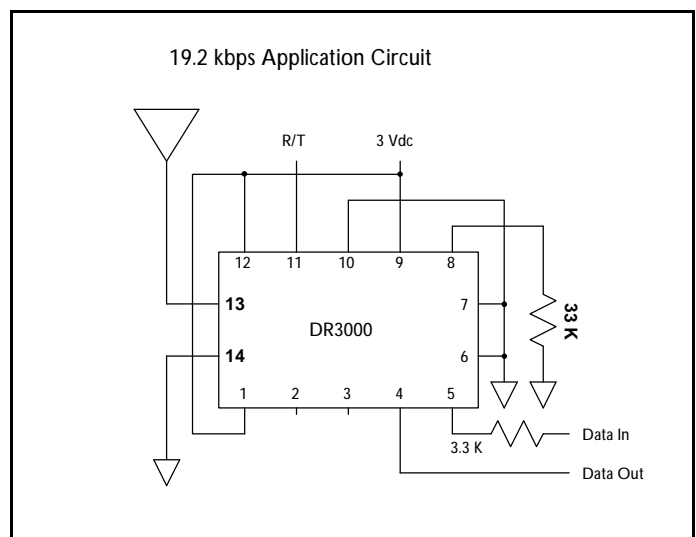 19.2 kbps Application Circuit
R/T
3 Vdc
12
11
10
9
8
13
7
33 K
DR3000
14
6
1
2
3
4
5
3.3 K
Data In
Data Out